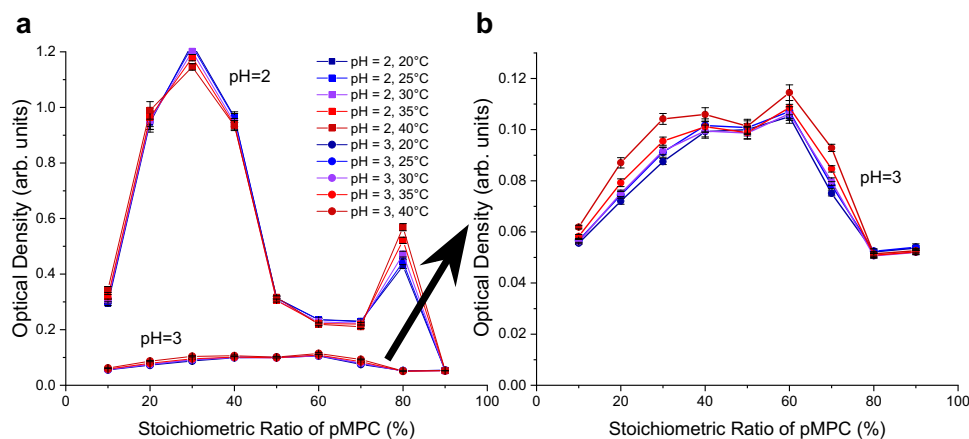 a
1.2
1.0
0.8
0.6
0.4
0.2
0.0
Optical Density (arb. units)
pH=2
pH = 2, 20°C
pH = 2, 25°C
pH = 2, 30°C
pH = 2, 35°C
pH = 2, 40°C
pH = 3, 20°C
pH = 3, 25°C
pH = 3, 30°C
pH = 3, 35°C
pH = 3, 40°C
pH=3
0 20 40 60 80 100
Stoichiometric Ratio of pMPC (%)
b
0.12
0.10
0.08
0.06
0.04
0.02
0.00
Optical Density (arb. units)
pH=3
0 20 40 60 80 100
Stoichiometric Ratio of pMPC (%)